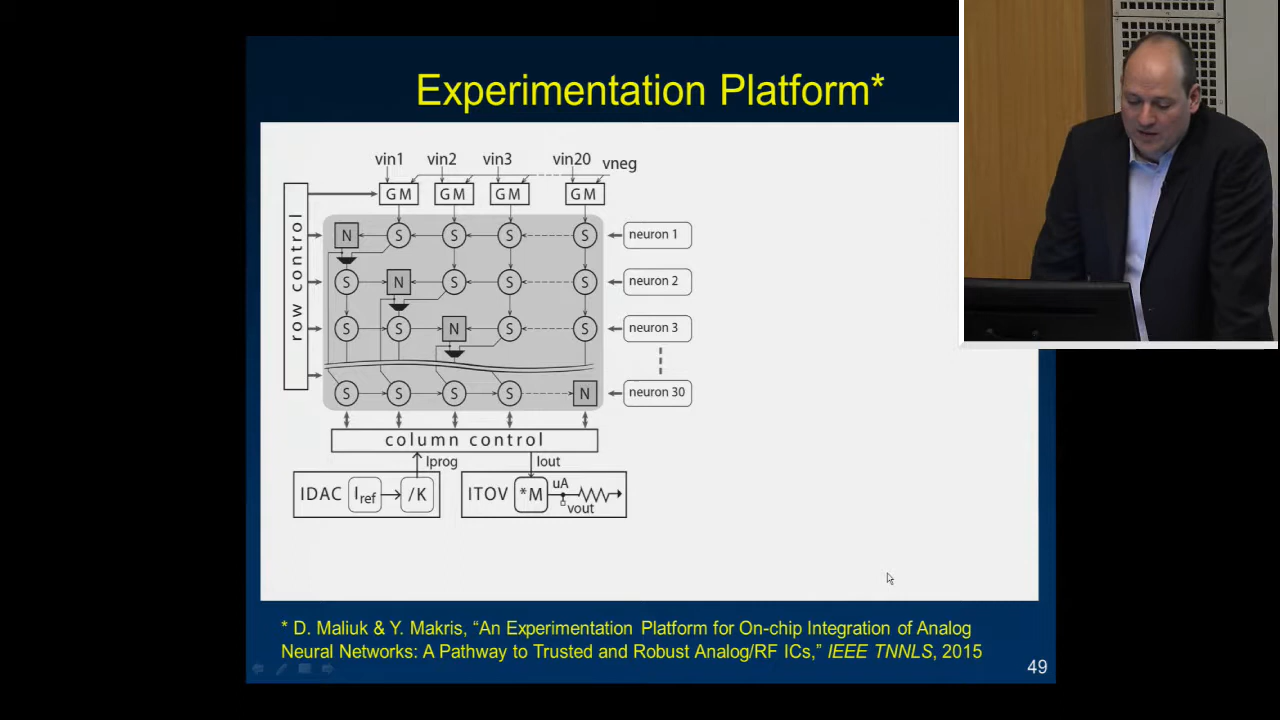 Experimentation Platform*
vin1 vin2 vin3 vin20 vneg
GM GM GM GM
row control
N S S S S neuron 1
S N S S S neuron 2
S S N S S neuron 3
S S S S N neuron 30
column control
Iprog Iout
IDAC Iref /K ITOV *M uA vout
* D. Maliuk & Y. Makris, “An Experimentation Platform for On-chip Integration of Analog
Neural Networks: A Pathway to Trusted and Robust Analog/RF ICs,” IEEE TNNLS, 2015
49